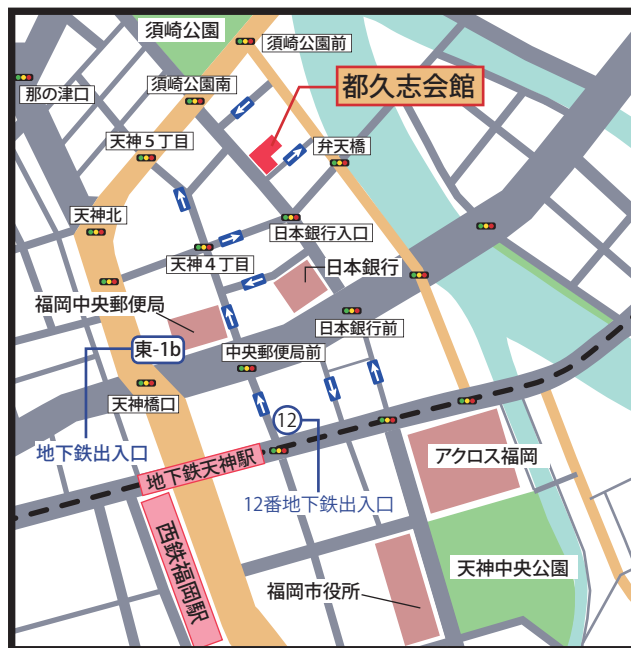 須崎公園
須崎公園前
那の津口
須崎公園南
都久志会館
天神5丁目
弁天橋
天神北
日本銀行入口
天神4丁目
日本銀行
福岡中央郵便局
日本銀行前
東-1b
中央郵便局前
天神橋口
12
地下鉄出入口
地下鉄天神駅
アクロス福岡
12番地下鉄出入口
西鉄福岡駅
天神中央公園
福岡市役所